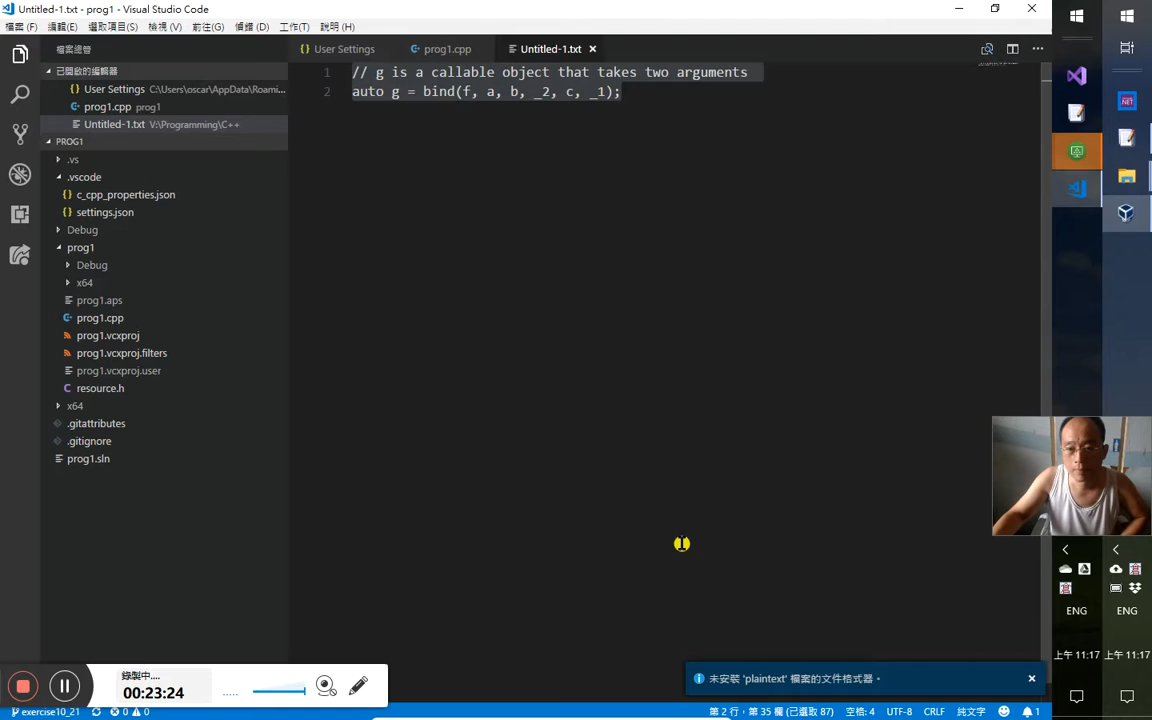 Untitled-1.txt - prog1 - Visual Studio Code
檔案 (F) 編輯(E) 選取項目(S) 檢視 (V) 前往(G) 偵錯 (D) 工作(T) 說明 (H)
檔案總管
User Settings
prog1.cpp
Untitled-1.txt
已開啟的編輯器
User Settings C:\Users\oscar\AppData\Roami...
prog1.cpp prog1
Untitled-1.txt V:\Programming\C++
PROG1
.vs
.vscode
c_cpp_properties.json
settings.json
Debug
prog1
Debug
x64
prog1.aps
prog1.cpp
prog1.vcxproj
prog1.vcxproj.filters
prog1.vcxproj.user
resource.h
x64
.gitattributes
.gitignore
prog1.sln
1 // g is a callable object that takes two arguments
2 auto g = bind(f, a, b, _2, c, _1);
ENG
ENG
上午 11:17
上午 11:17
錄製中....
00:23:24
未安裝 'plaintext' 檔案的文件格式器。
exercise10_21
0
0
第 2 行，第 35 欄 (已選取 87)
空格: 4
UTF-8
CRLF
純文字
1